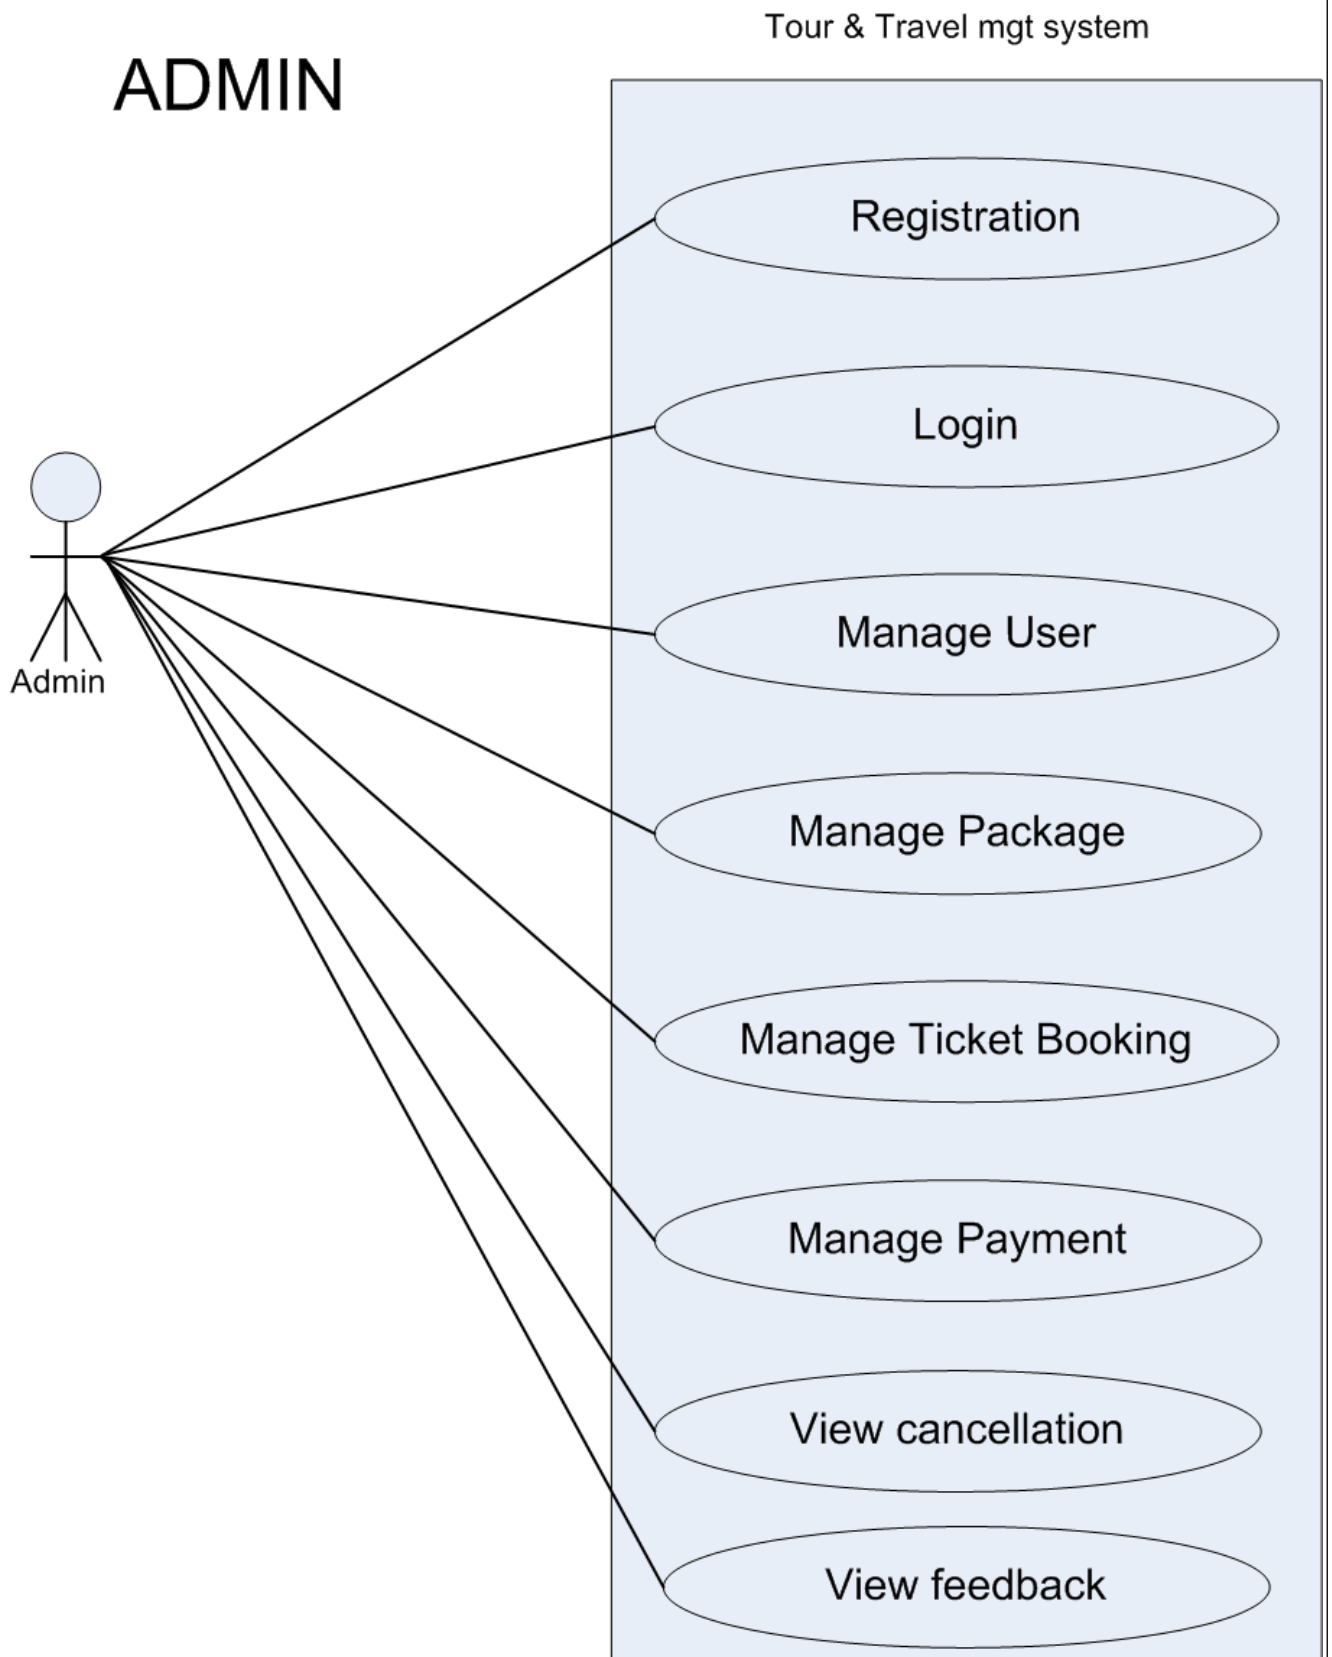 Tour & Travel mgt system
ADMIN
Registration
Login
Manage User
Admin
Manage Package
Manage Ticket Booking
Manage Payment
View cancellation
View feedback